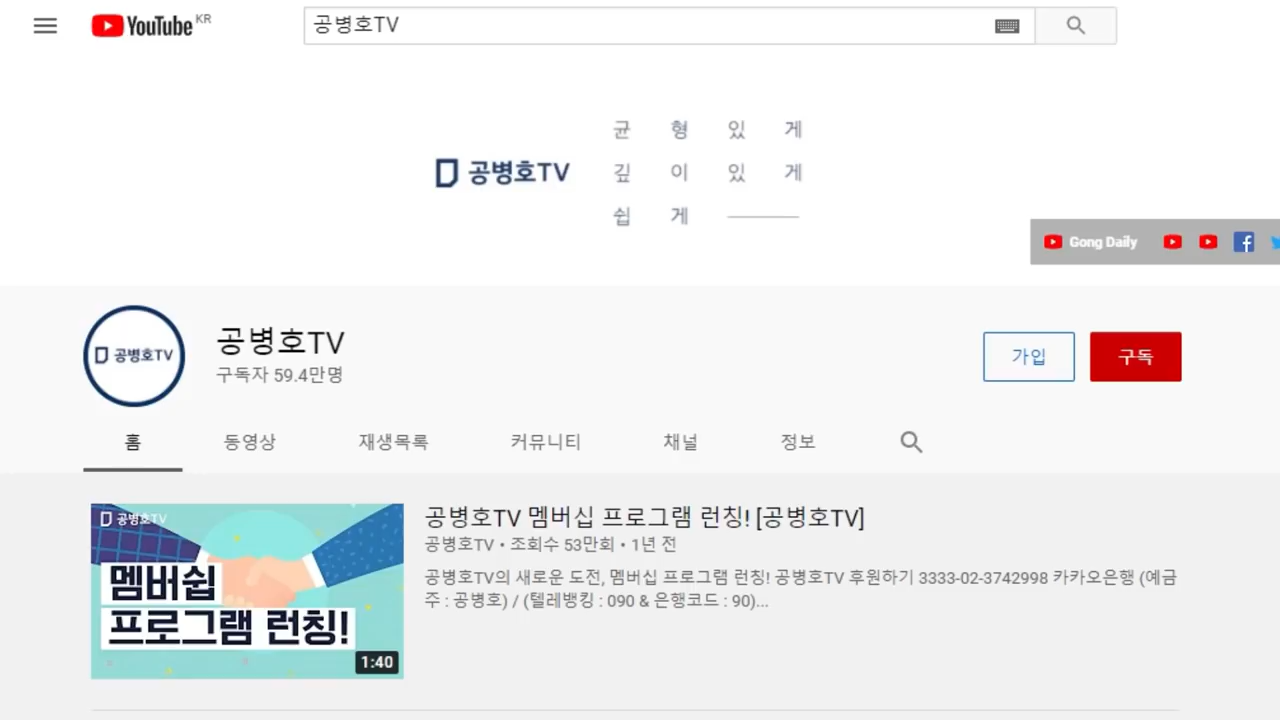 YouTube KR
공병호TV
균 형 있 게
공병호TV
깊 이 있 게
쉽 게
Gong Daily
공병호TV
공병호TV
구독자 59.4만명
가입
구독
홈 동영상 재생목록 커뮤니티 채널 정보
공병호TV
멤버쉽
프로그램 런칭!
1:40
공병호TV 멤버십 프로그램 런칭! [공병호TV]
공병호TV • 조회수 53만회 • 1년 전
공병호TV의 새로운 도전, 멤버십 프로그램 런칭! 공병호TV 후원하기 3333-02-3742998 카카오은행 (예금
주 : 공병호) / (텔레뱅킹 : 090 & 은행코드 : 90)...